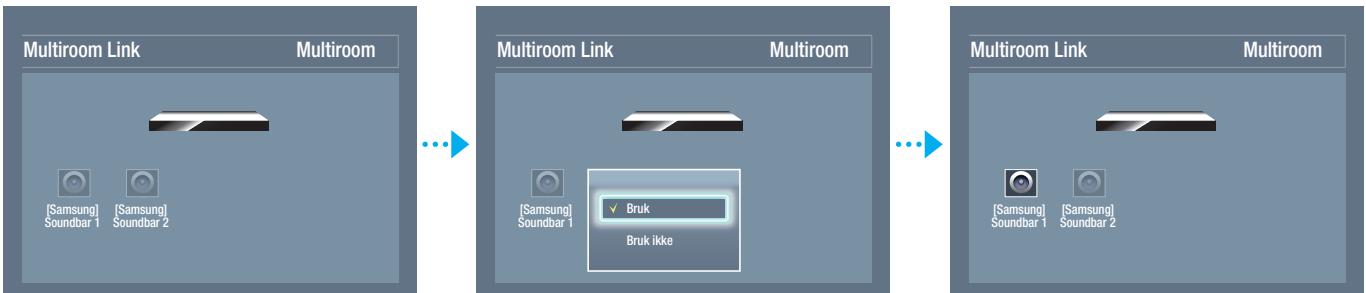 Multiroom Link Multiroom
[Samsung] [Samsung]
Soundbar 1 Soundbar 2
Multiroom Link Multiroom
[Samsung]
Soundbar 1
Bruk
Bruk ikke
Multiroom Link Multiroom
[Samsung] [Samsung]
Soundbar 1 Soundbar 2